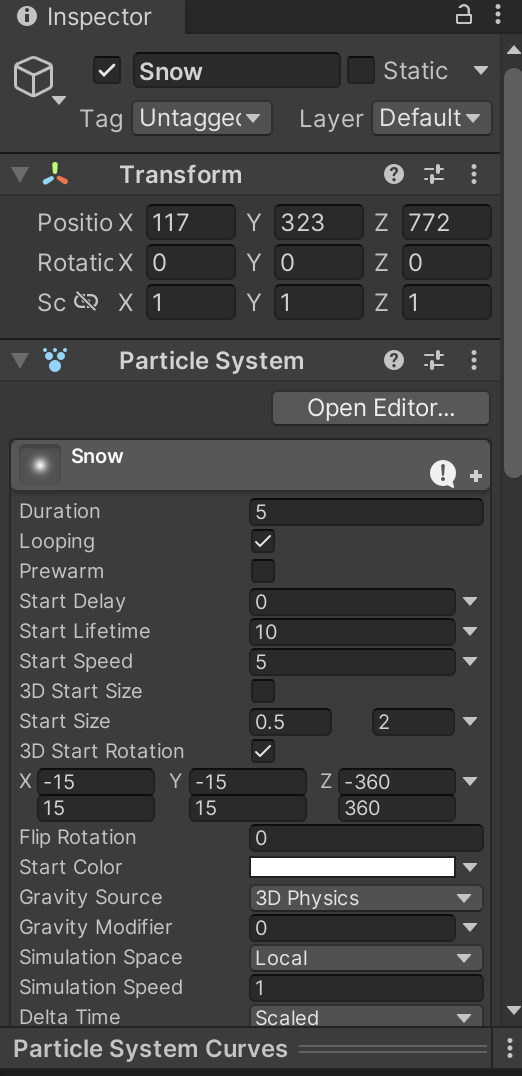 Inspector
Snow Static
Tag Untagged Layer Default
Transform
Positio X 117 Y 323 Z 772
Rotatic X 0 Y 0 Z 0
Sc X 1 Y 1 Z 1
Particle System
Open Editor...
Snow
Duration 5
Looping
Prewarm
Start Delay 0
Start Lifetime 10
Start Speed 5
3D Start Size
Start Size 0.5 2
3D Start Rotation
X -15 Y -15 Z -360
15 15 360
Flip Rotation 0
Start Color
Gravity Source 3D Physics
Gravity Modifier 0
Simulation Space Local
Simulation Speed 1
Delta Time Scaled
Particle System Curves